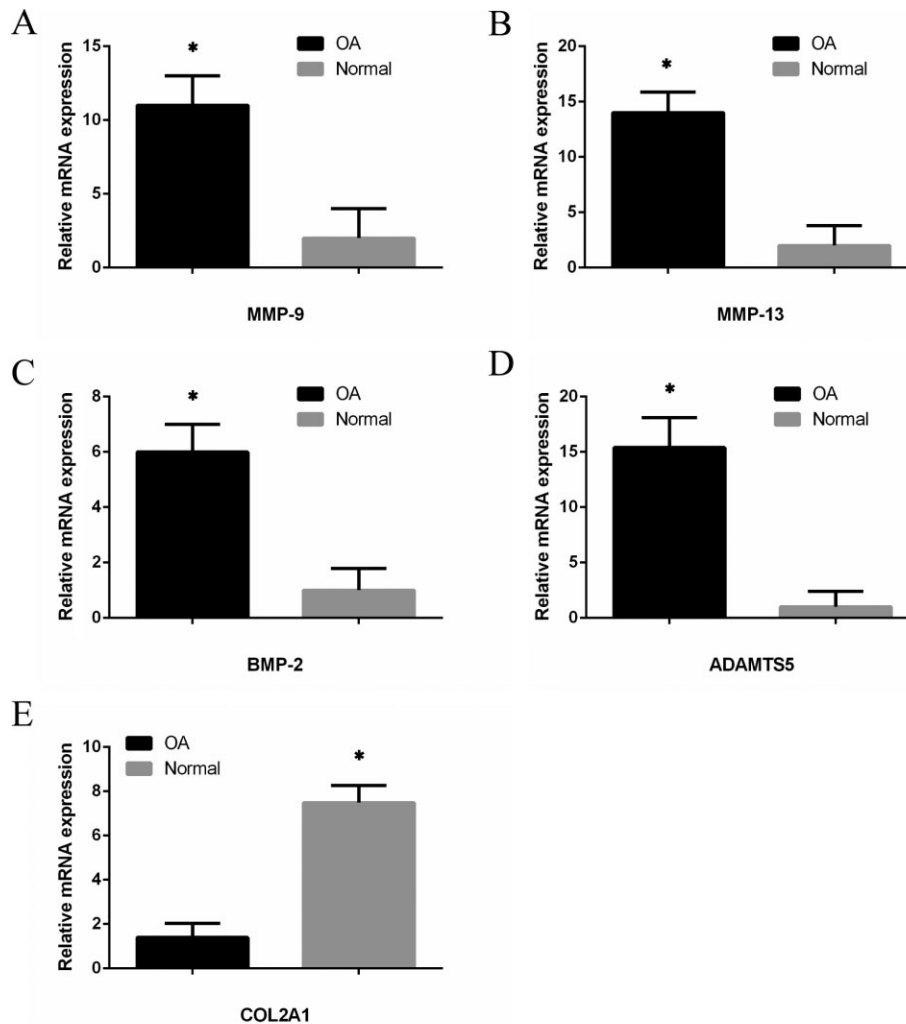 A
Relative mRNA expression
15
10
5
0
*
OA
Normal
MMP-9
B
Relative mRNA expression
20
15
10
5
0
*
OA
Normal
MMP-13
C
Relative mRNA expression
8
6
4
2
0
*
OA
Normal
BMP-2
D
Relative mRNA expression
20
15
10
5
0
*
OA
Normal
ADAMTS5
E
Relative mRNA expression
10
8
6
4
2
0
OA
Normal
*
COL2A1